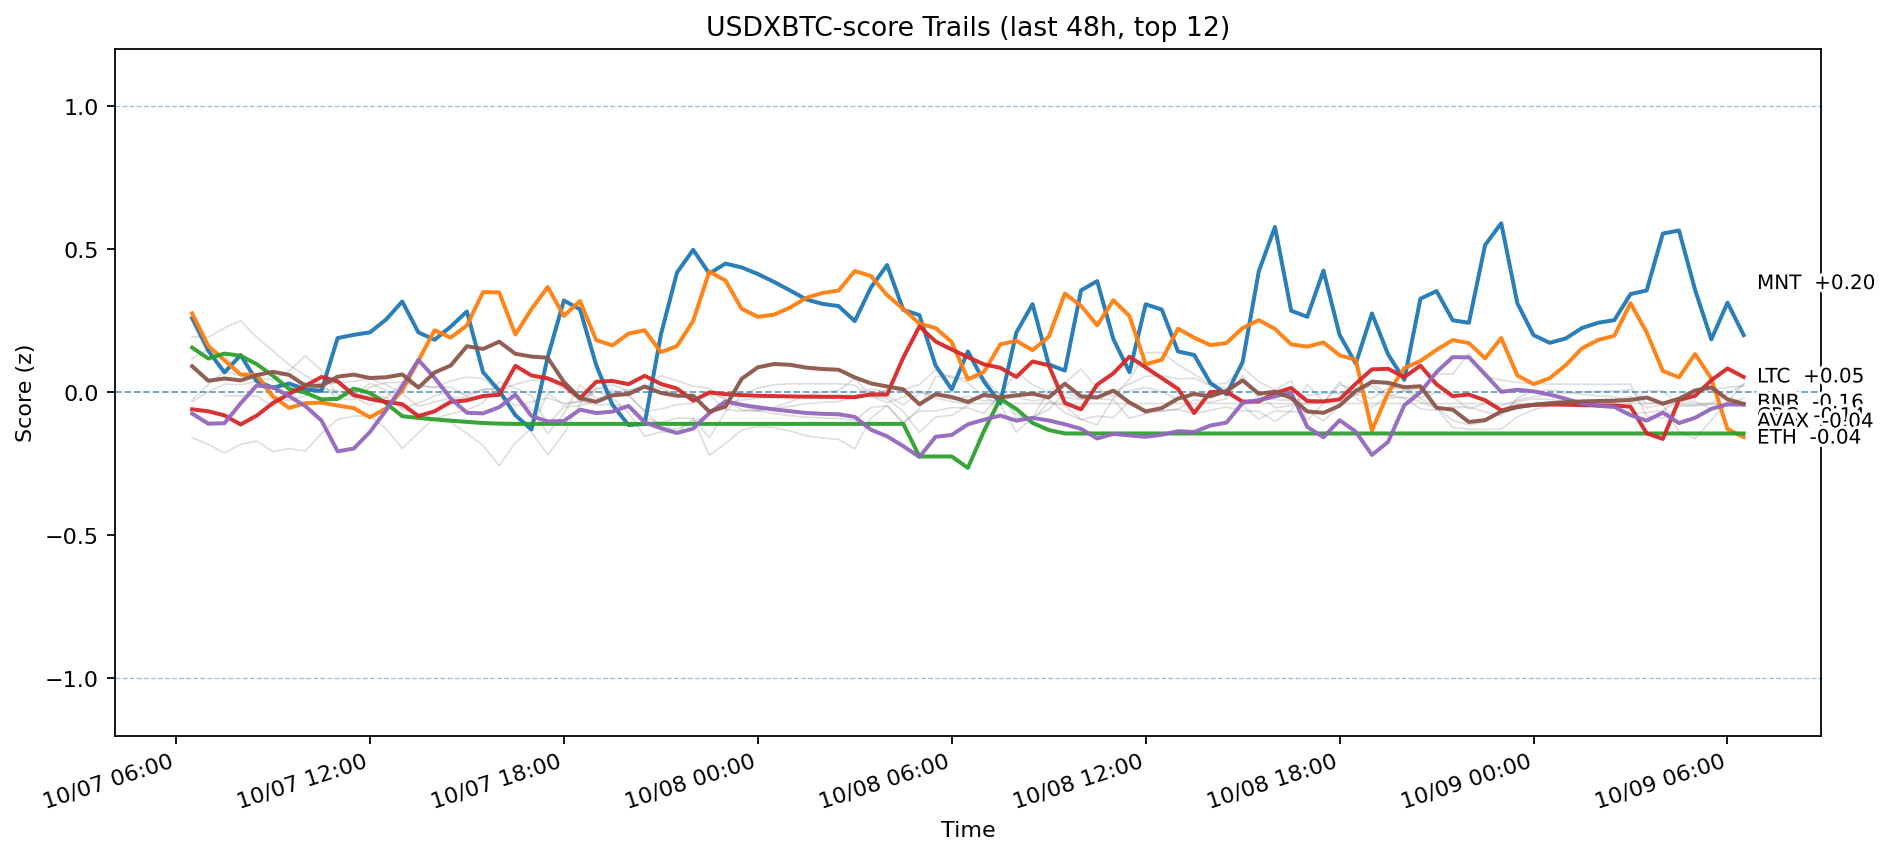 USDXBTC-score Trails (last 48h, top 12)
Score (z)
1.0
0.5
0.0
−0.5
−1.0
MNT +0.20
LTC +0.05
BNB -0.16
AVAX -0.04
ETH -0.04
10/07 06:00
10/07 12:00
10/07 18:00
10/08 00:00
10/08 06:00
10/08 12:00
10/08 18:00
10/09 00:00
10/09 06:00
Time